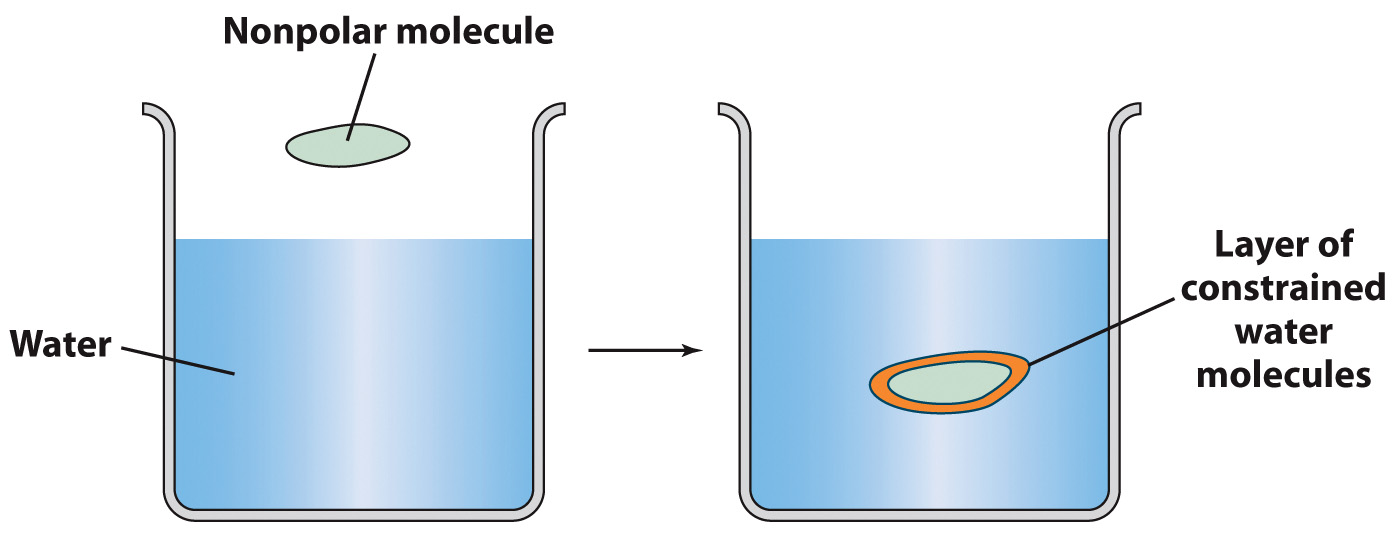 Nonpolar molecule
Water
Layer of
constrained
water
molecules